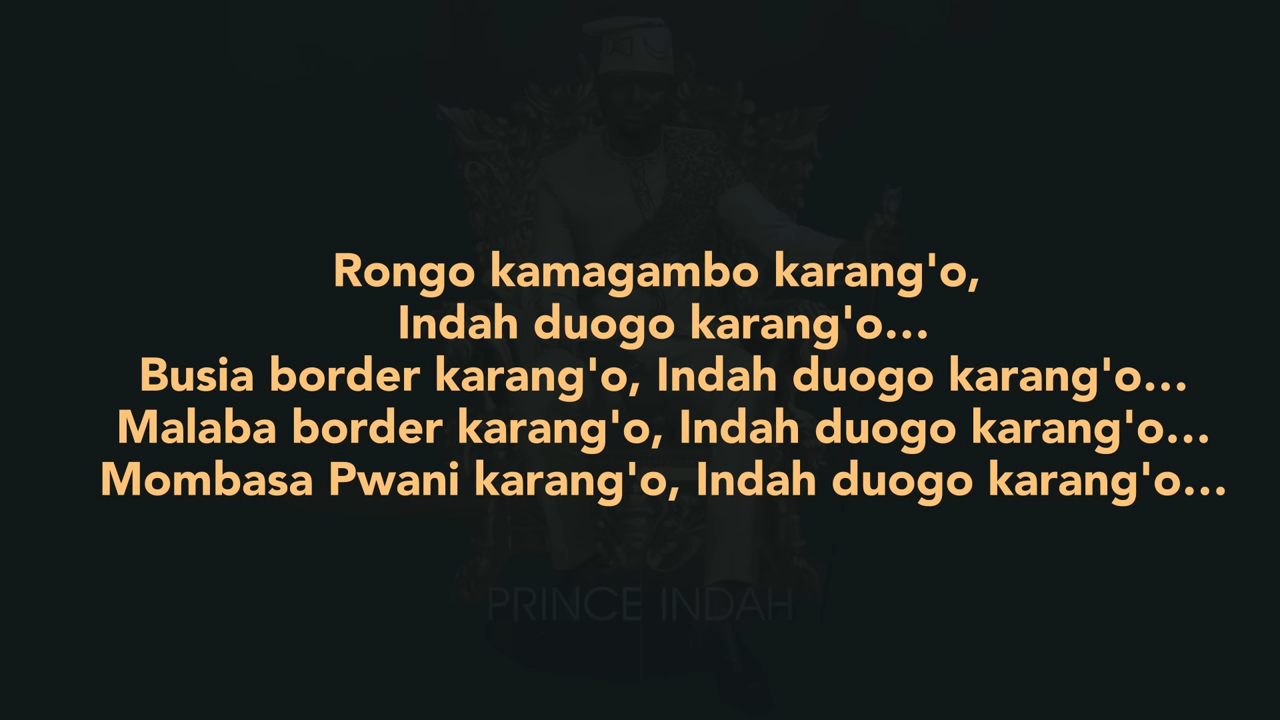 Rongo kamagambo karang'o,
Indah duogo karang'o...
Busia border karang'o, Indah duogo karang'o...
Malaba border karang'o, Indah duogo karang'o...
Mombasa Pwani karang'o, Indah duogo karang'o...
PRINCE INDAH